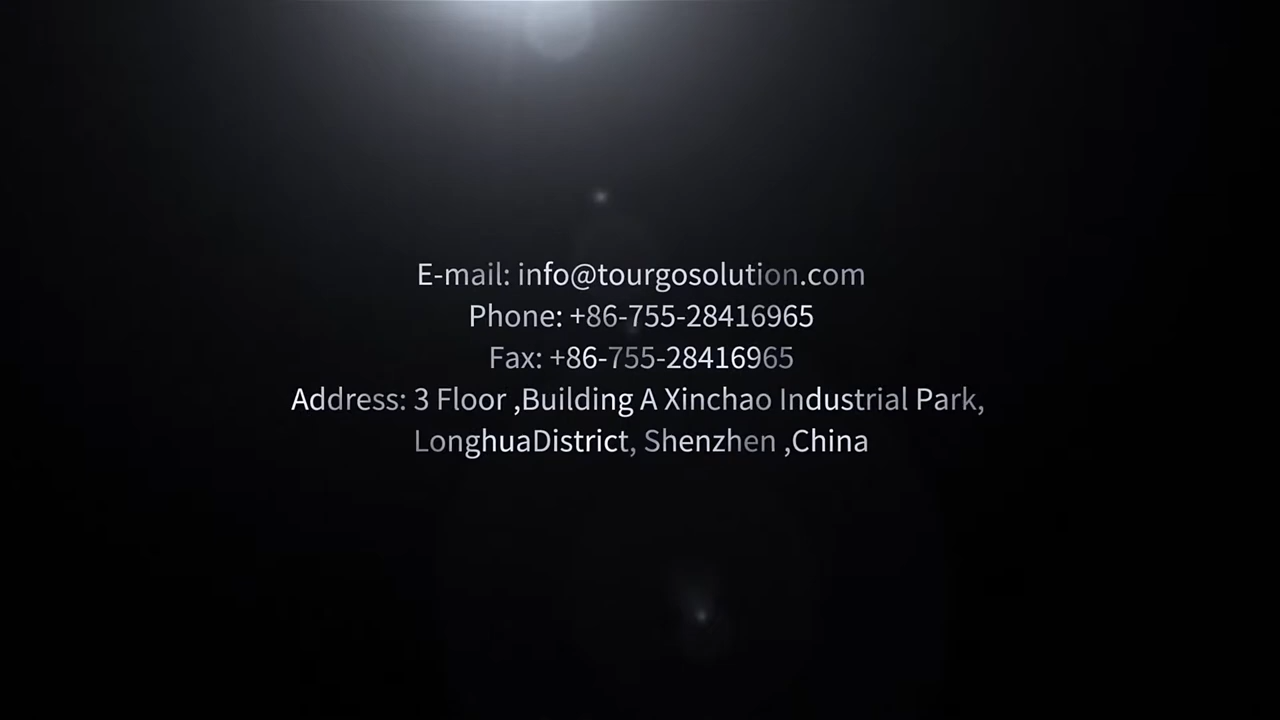 E-mail: info@tourgosolution.com
Phone: +86-755-28416965
Fax: +86-755-28416965
Address: 3 Floor ,Building A Xinchao Industrial Park,
LonghuaDistrict, Shenzhen ,China